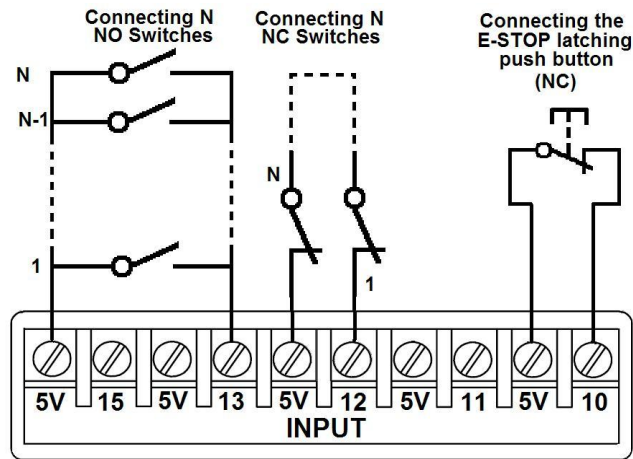 Connecting N
NO Switches
Connecting N
NC Switches
Connecting the
E-STOP latching
push button
(NC)
N
N-1
1
N
1
5V 15 5V 13 5V 12 5V 11 5V 10
INPUT